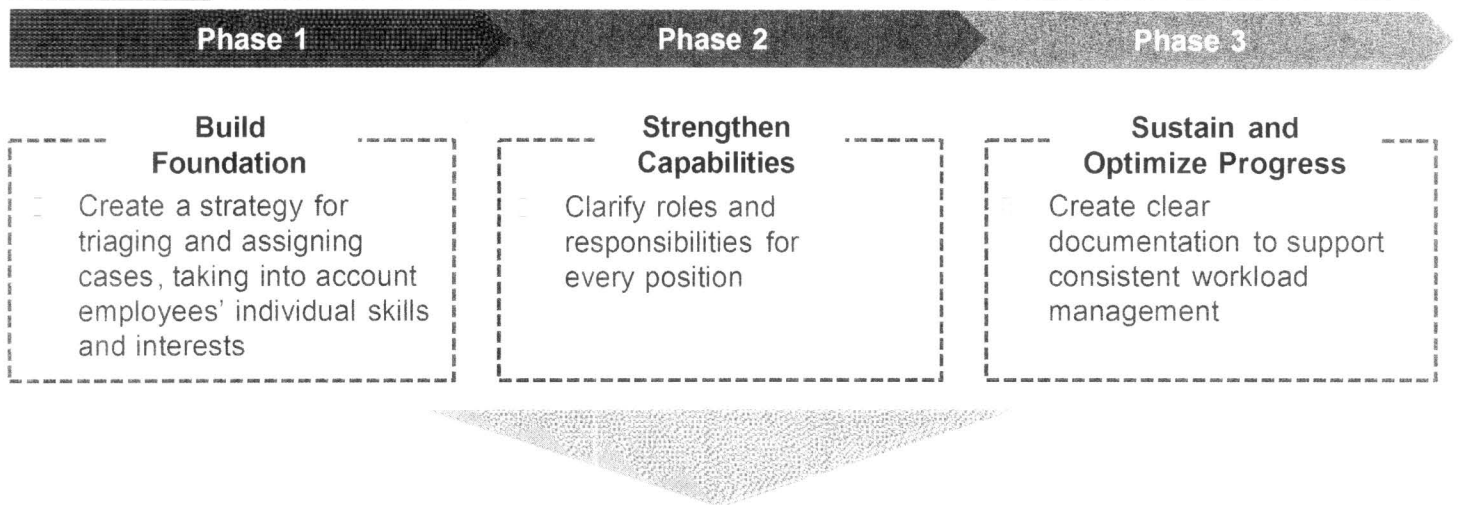 Phase 1
Phase 2
Phase 3
Build
Foundation
Create a strategy for
triaging and assigning
cases, taking into account
employees' individual skills
and interests
Strengthen
Capabilities
Clarify roles and
responsibilities for
every position
Sustain and
Optimize Progress
Create clear
documentation to support
consistent workload
management